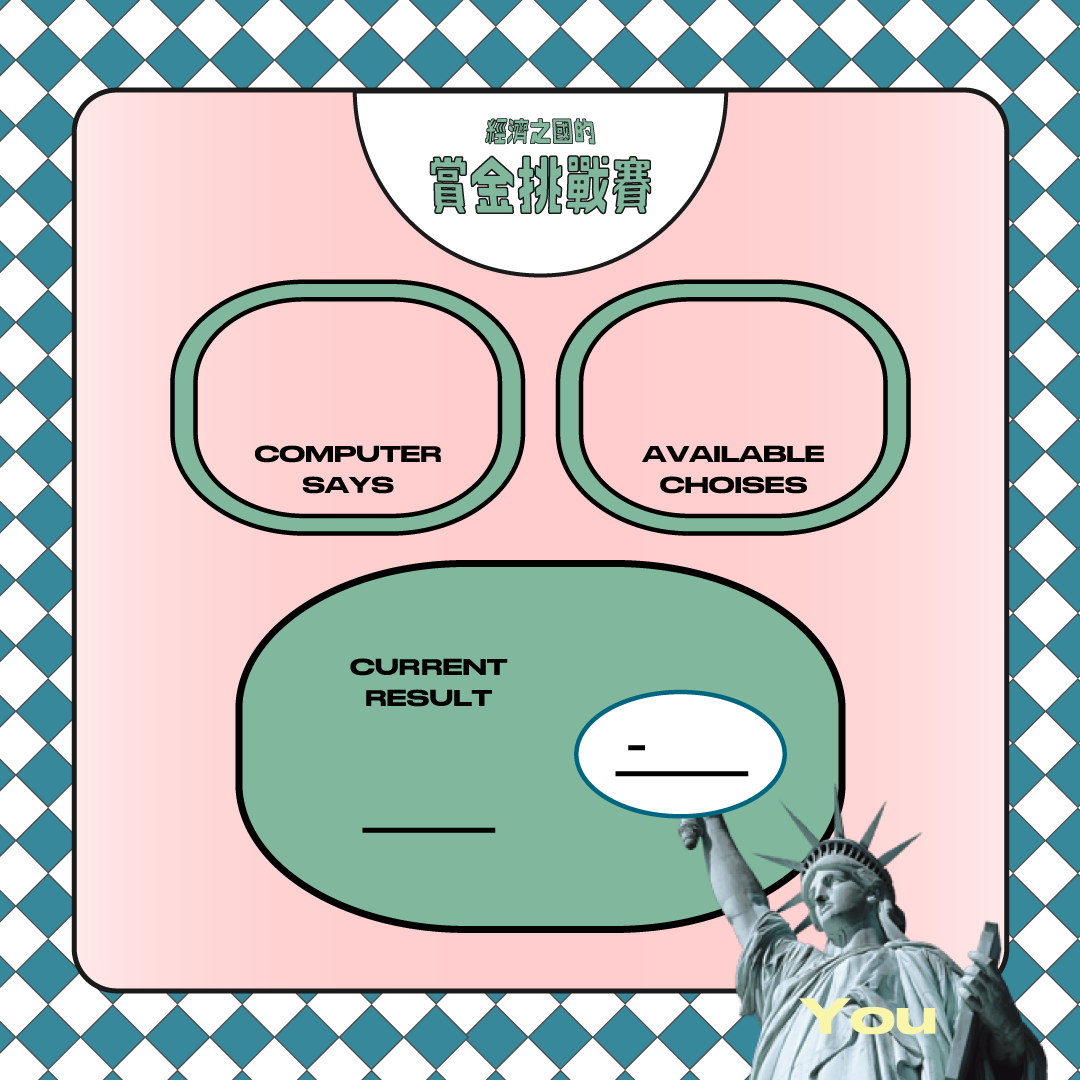 經濟之國的
賞金挑戰賽
COMPUTER
SAYS
AVAILABLE
CHOISES
CURRENT
RESULT
-
You